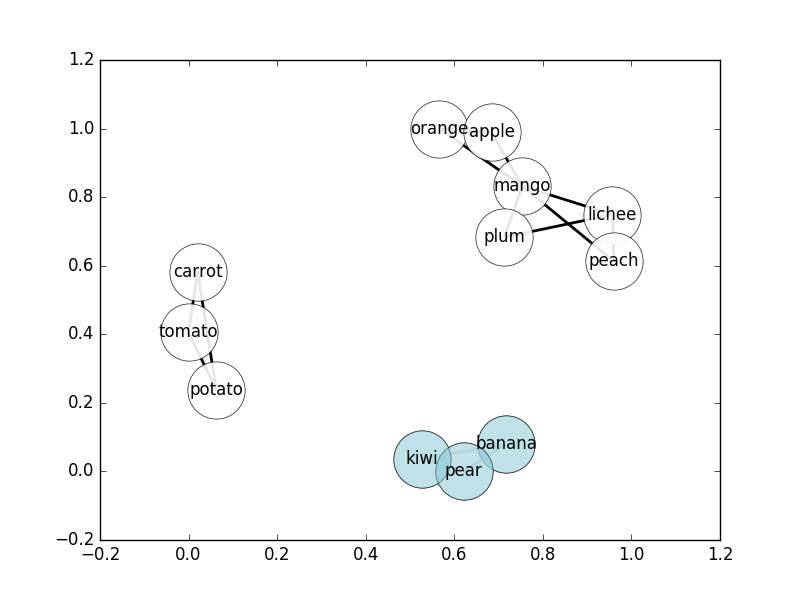 1.2
1.0
0.8
0.6
0.4
0.2
0.0
−0.2
orange apple
mango
lichee
plum
peach
carrot
tomato
potato
banana
kiwi
pear
−0.2 0.0 0.2 0.4 0.6 0.8 1.0 1.2